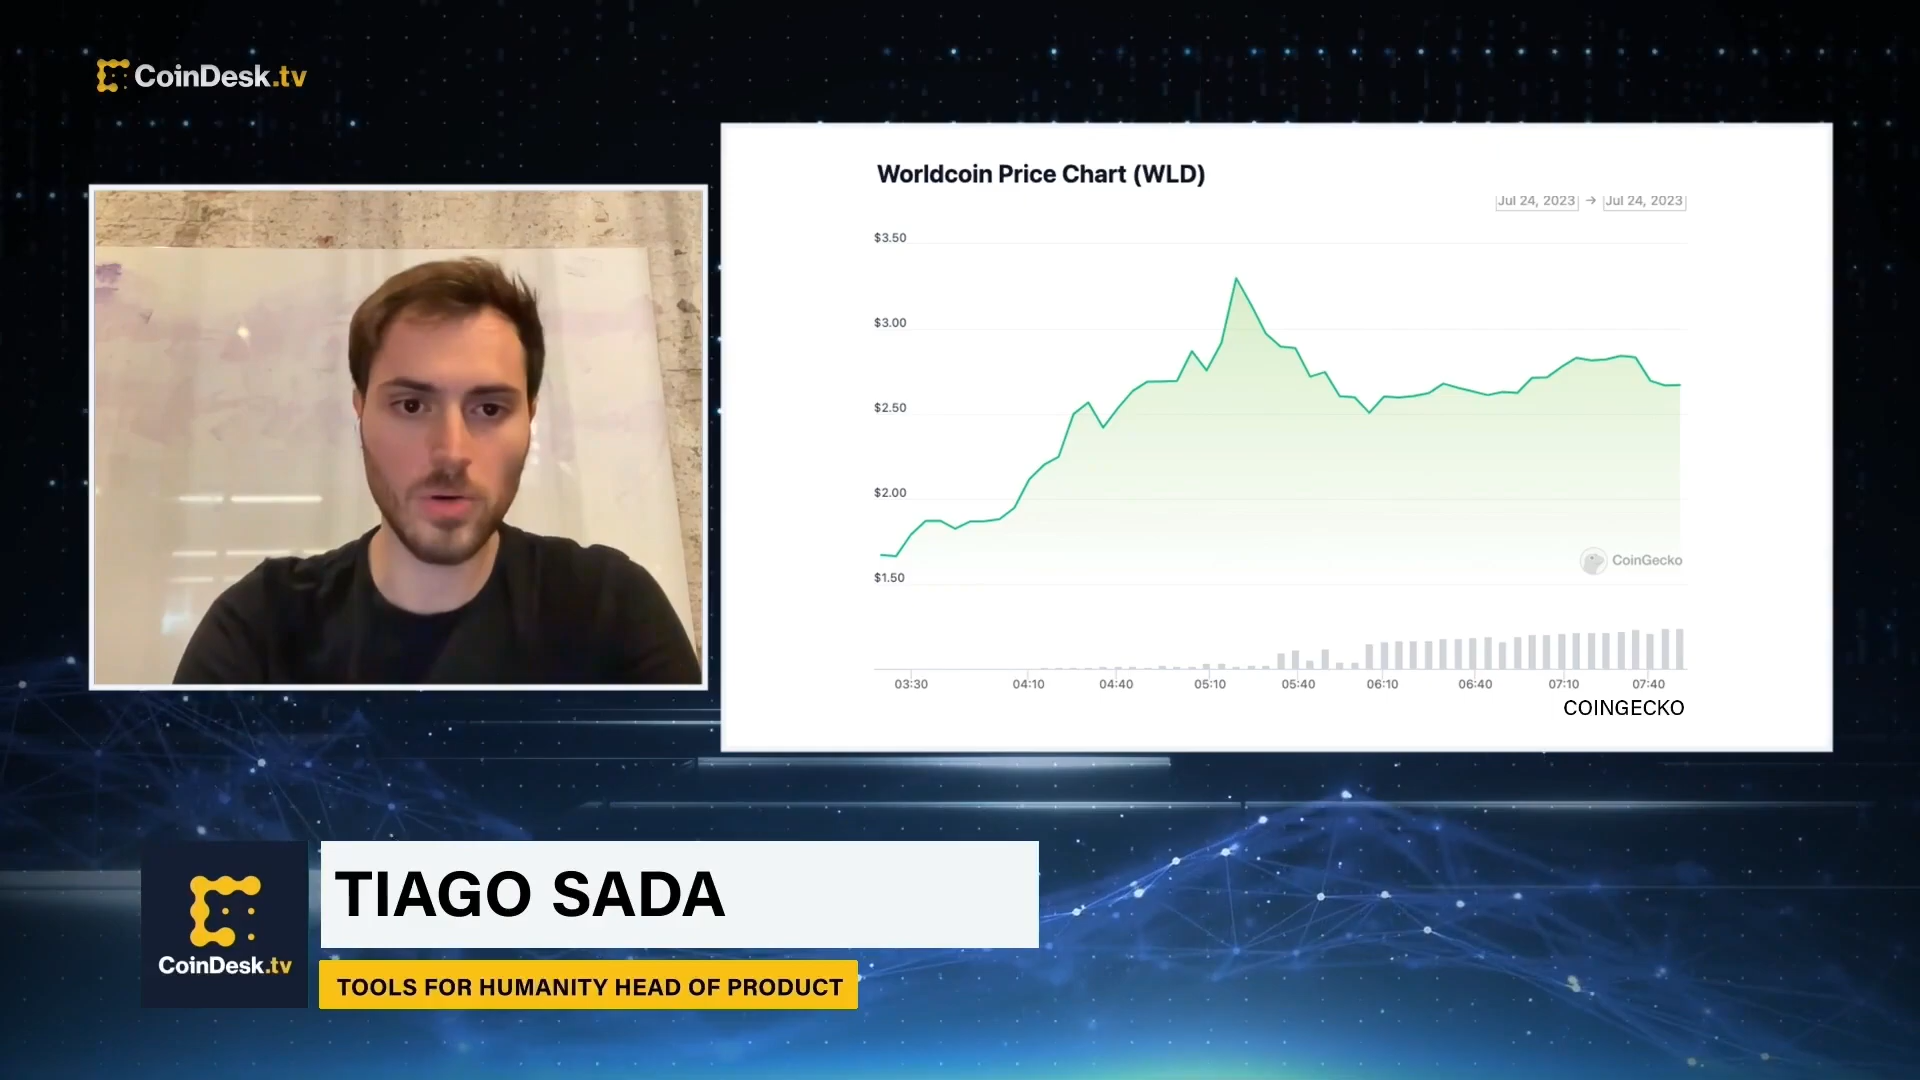 CoinDesk.tv
Worldcoin Price Chart (WLD)
Jul 24, 2023 → Jul 24, 2023
$3.50
$3.00
$2.50
$2.00
$1.50
CoinGecko
03:30 04:10 04:40 05:10 05:40 06:10 06:40 07:10 07:40
COINGECKO
TIAGO SADA
CoinDesk.tv
TOOLS FOR HUMANITY HEAD OF PRODUCT